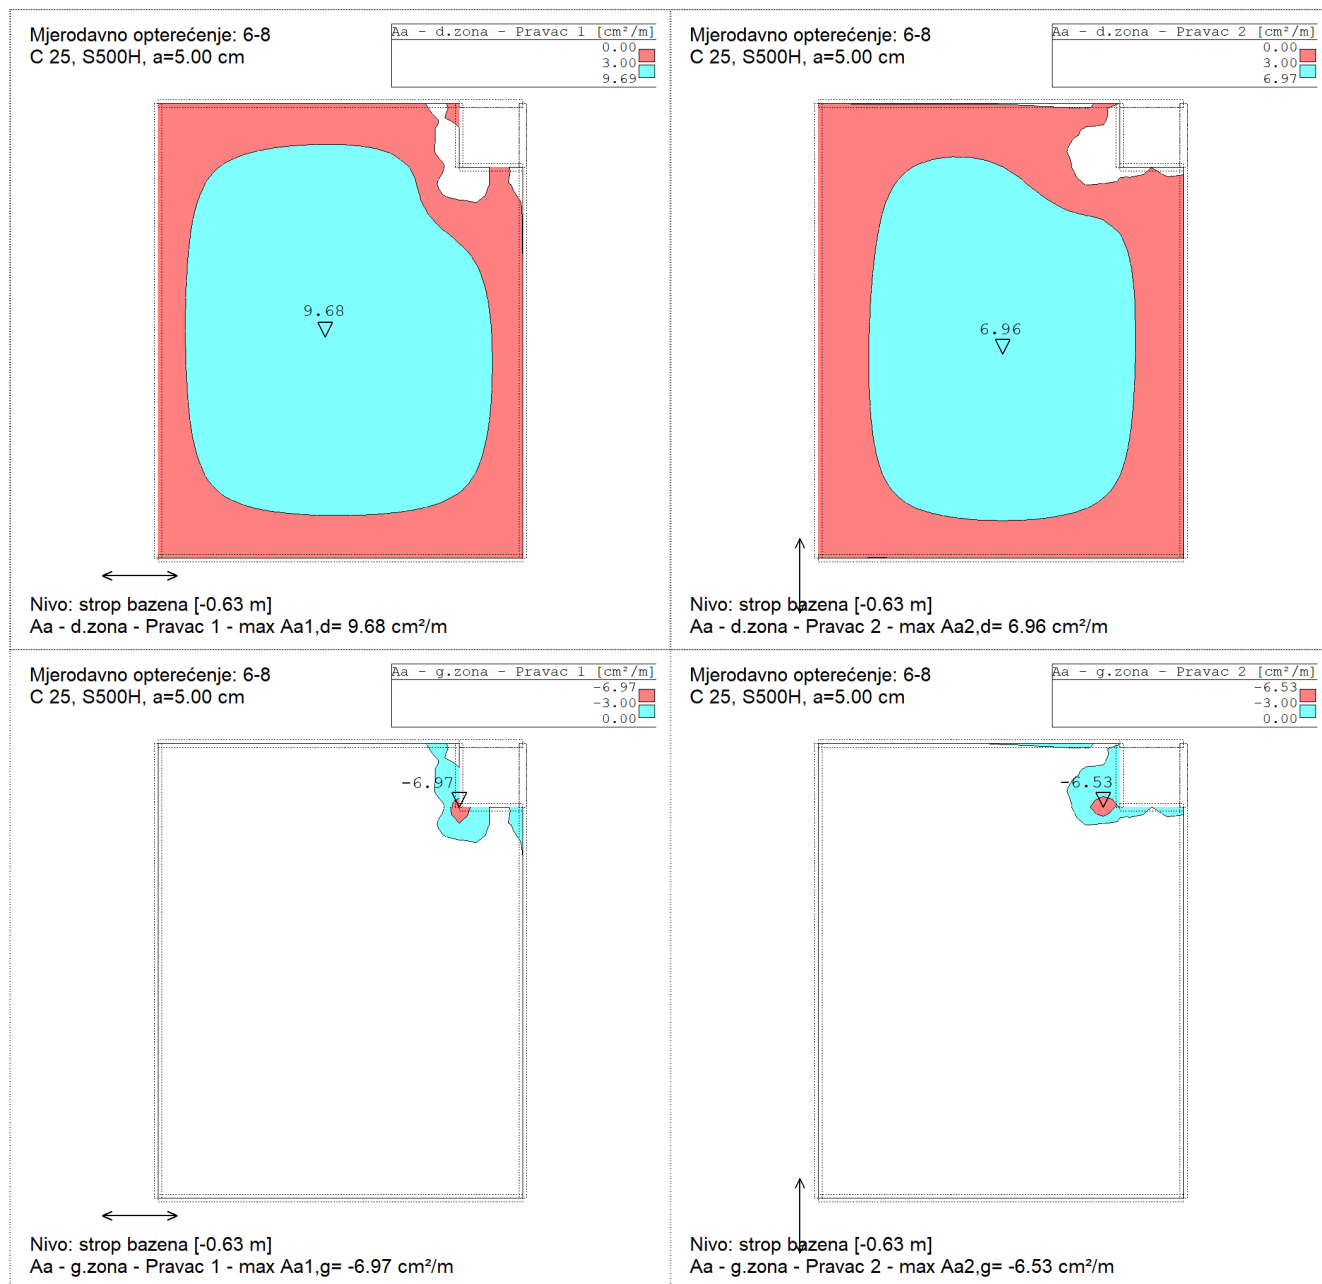 Mjerodavno opterećenje: 6-8
C 25, S500H, a=5.00 cm
Aa - d.zona - Pravac 1 [cm²/m]
0.00
3.00
9.69
9.68
Nivo: strop bazena [-0.63 m]
Aa - d.zona - Pravac 1 - max Aa1,d= 9.68 cm²/m
Mjerodavno opterećenje: 6-8
C 25, S500H, a=5.00 cm
Aa - d.zona - Pravac 2 [cm²/m]
0.00
3.00
6.97
6.96
Nivo: strop bazena [-0.63 m]
Aa - d.zona - Pravac 2 - max Aa2,d= 6.96 cm²/m
Mjerodavno opterećenje: 6-8
C 25, S500H, a=5.00 cm
Aa - g.zona - Pravac 1 [cm²/m]
-6.97
-3.00
0.00
-6.97
Nivo: strop bazena [-0.63 m]
Aa - g.zona - Pravac 1 - max Aa1,g= -6.97 cm²/m
Mjerodavno opterećenje: 6-8
C 25, S500H, a=5.00 cm
Aa - g.zona - Pravac 2 [cm²/m]
-6.53
-3.00
0.00
-6.53
Nivo: strop bazena [-0.63 m]
Aa - g.zona - Pravac 2 - max Aa2,g= -6.53 cm²/m